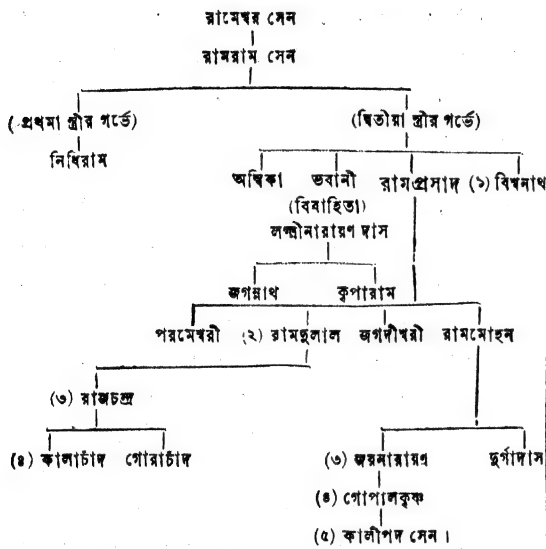 রামেশ্বর সেন
রামরাম সেন
(প্রথমা স্ত্রীর গর্ভে) (দ্বিতীয়া স্ত্রীর গর্ভে)
নিধিরাম
অম্বিকা ভবানী রামপ্রসাদ (১) বিশ্বনাথ
(বিবাহিতা)
লক্ষ্মীনারায়ণ দাস
জগন্নাথ কৃপারাম
পরমেশ্বরী (২) রামদুলাল জগদীশ্বরী রামমোহন
(৩) রাজচন্দ্র
(৪) কালাচাঁদ গোরাচাঁদ (৩) জয়নারায়ণ দুর্গাদাস
(৪) গোপালকৃষ্ণ
(৫) কালীপদ সেন।